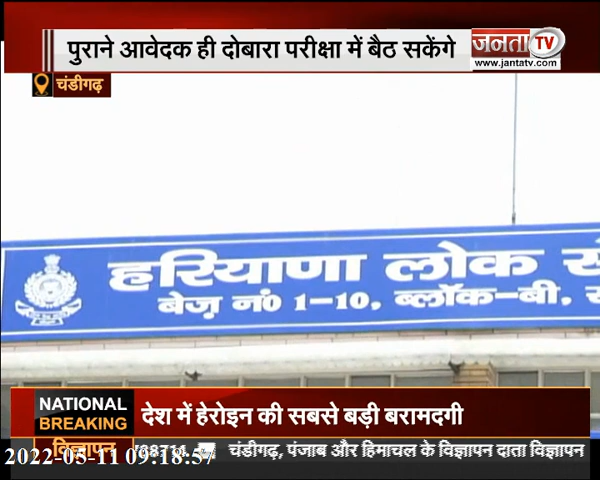 पुराने आवेदक ही दोबारा परीक्षा में बैठ सकेंगे
जनता TV
www.jantatv.com
चंडीगढ़
हरियाणा लोक
बेज़ नं0 1-10, ब्लॉक-बी,
NATIONAL
BREAKING
देश में हेरोइन की सबसे बड़ी बरामदगी
विज्ञापन
चंडीगढ़, पंजाब और हिमाचल के विज्ञापन दाता विज्ञापन
2022-05-11 09:18:57